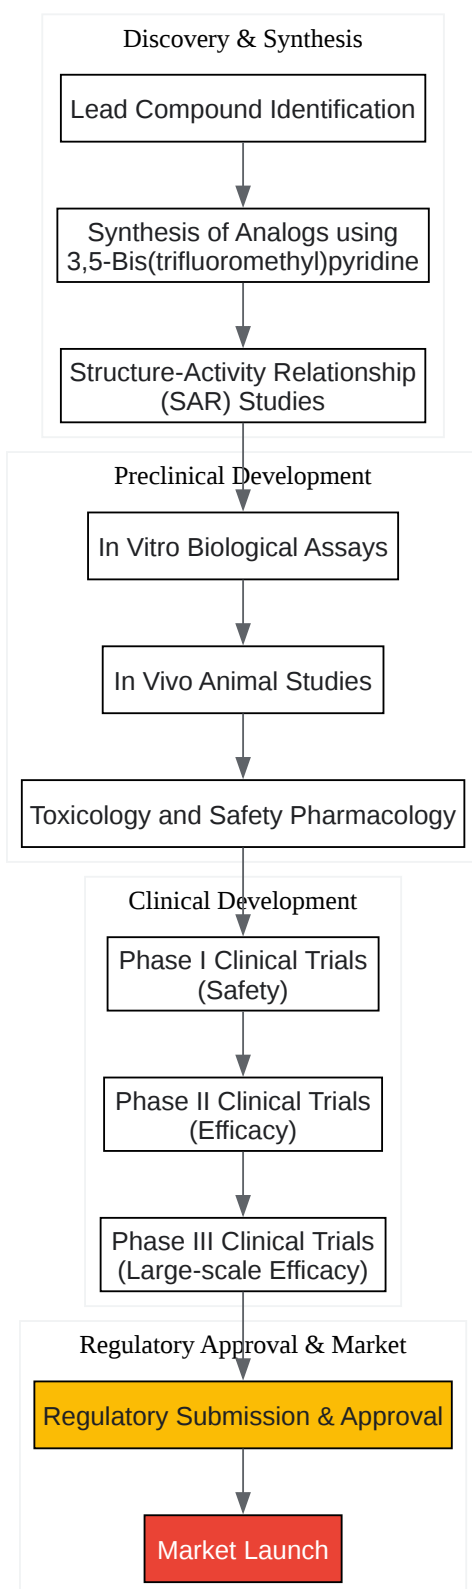 Discovery & Synthesis
Lead Compound Identification
Synthesis of Analogs using
3,5-Bis(trifluoromethyl)pyridine
Structure-Activity Relationship
(SAR) Studies
Preclinical Development
In Vitro Biological Assays
In Vivo Animal Studies
Toxicology and Safety Pharmacology
Clinical Development
Phase I Clinical Trials
(Safety)
Phase II Clinical Trials
(Efficacy)
Phase III Clinical Trials
(Large-scale Efficacy)
Regulatory Approval & Market
Regulatory Submission & Approval
Market Launch